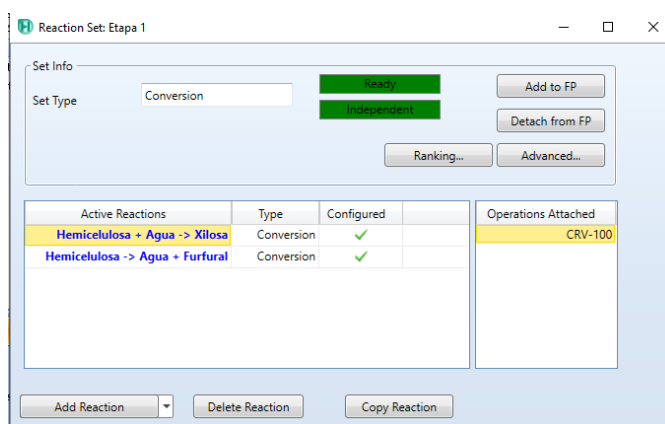 Reaction Set: Etapa 1
Set Info
Set Type
Conversion
Ready
Independent
Add to FP
Detach from FP
Ranking...
Advanced...
Active Reactions Type Configured
Hemicelulosa + Agua -> Xilosa Conversion
Hemicelulosa -> Agua + Furfural Conversion
Operations Attached
CRV-100
Add Reaction
Delete Reaction
Copy Reaction